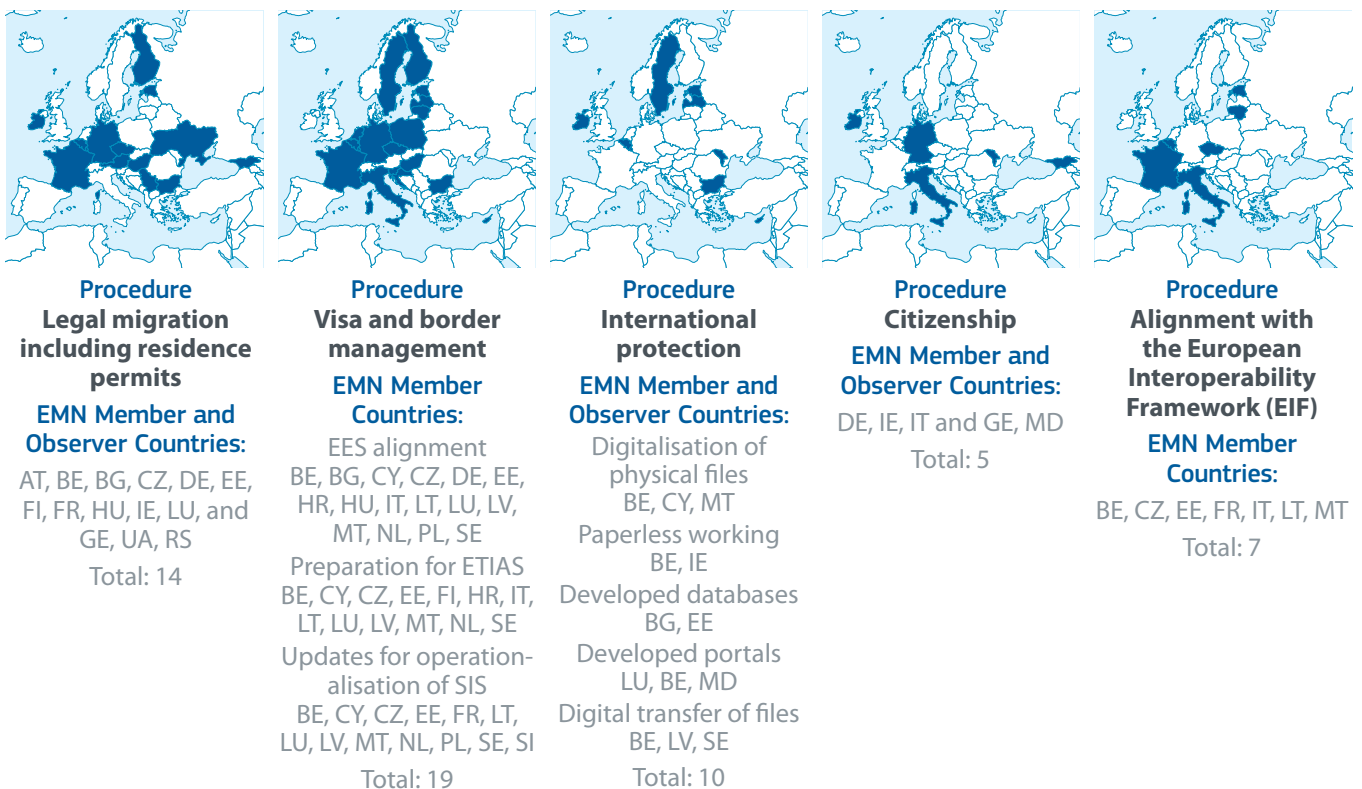 Procedure
Legal migration
including residence
permits
EMN Member and
Observer Countries:
AT, BE, BG, CZ, DE, EE,
FI, FR, HU, IE, LU, and
GE, UA, RS
Total: 14
Procedure
Visa and border
management
EMN Member
Countries:
EES alignment
BE, BG, CY, CZ, DE, EE,
HR, HU, IT, LT, LU, LV,
MT, NL, PL, SE
Preparation for ETIAS
BE, CY, CZ, EE, FI, HR, IT,
LT, LU, LV, MT, NL, SE
Updates for operation-
alisation of SIS
BE, CY, CZ, EE, FR, LT,
LU, LV, MT, NL, PL, SE, SI
Total: 19
Procedure
International
protection
EMN Member and
Observer Countries:
Digitalisation of
physical files
BE, CY, MT
Paperless working
BE, IE
Developed databases
BG, EE
Developed portals
LU, BE, MD
Digital transfer of files
BE, LV, SE
Total: 10
Procedure
Citizenship
EMN Member and
Observer Countries:
DE, IE, IT and GE, MD
Total: 5
Procedure
Alignment with
the European
Interoperability
Framework (EIF)
EMN Member
Countries:
BE, CZ, EE, FR, IT, LT, MT
Total: 7